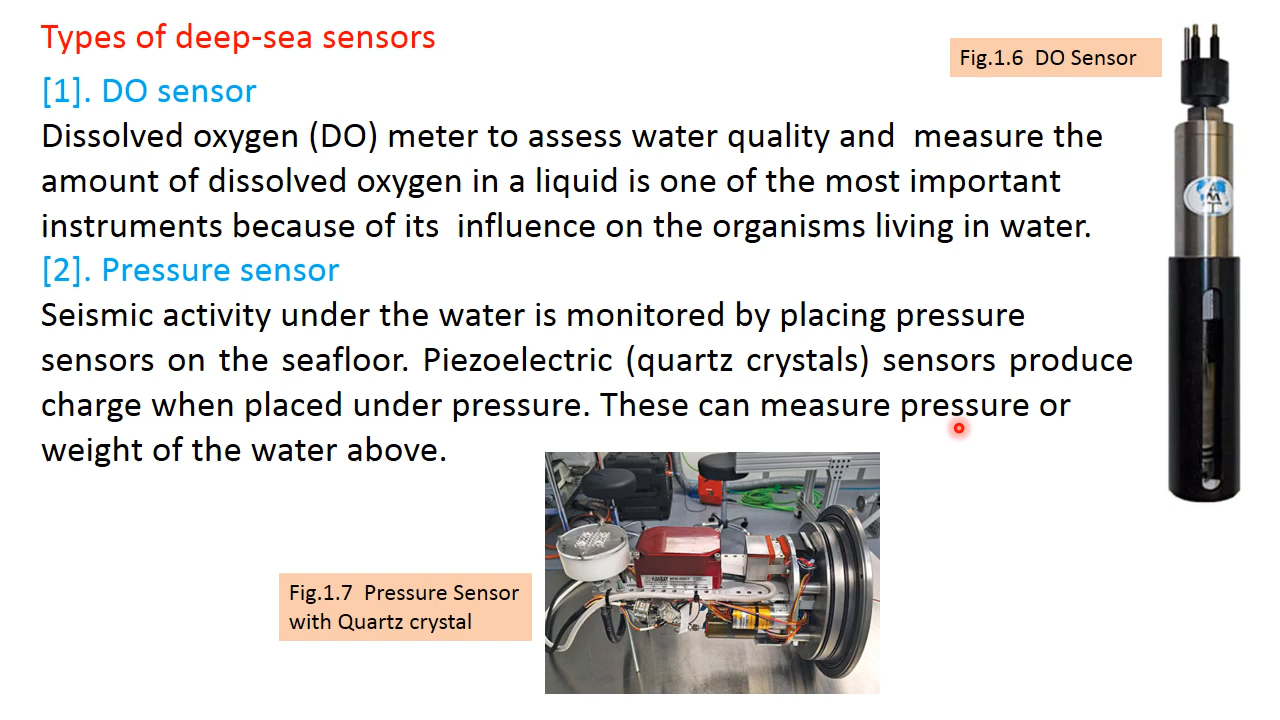 Types of deep-sea sensors
Fig.1.6 DO Sensor
[1]. DO sensor
Dissolved oxygen (DO) meter to assess water quality and measure the
amount of dissolved oxygen in a liquid is one of the most important
instruments because of its influence on the organisms living in water.
[2]. Pressure sensor
Seismic activity under the water is monitored by placing pressure
sensors on the seafloor. Piezoelectric (quartz crystals) sensors produce
charge when placed under pressure. These can measure pressure or
weight of the water above.
Fig.1.7 Pressure Sensor
with Quartz crystal
AMT